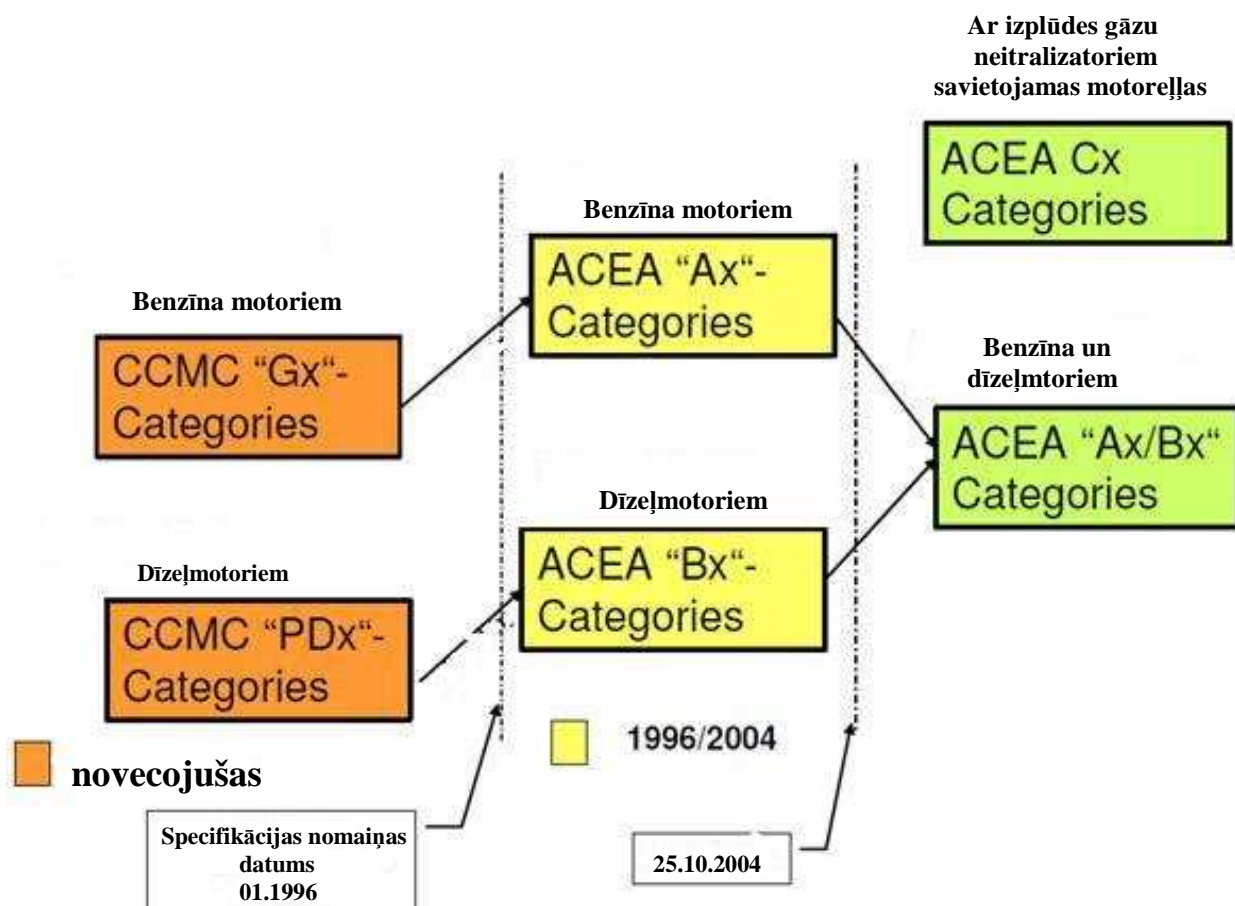 Ar izplūdes gāzu
neitralizatoriem
savietojamas motoreļļas
ACEA Cx
Categories
Benzīna motoriem
ACEA “Ax“-
Categories
Benzīna motoriem
CCMC “Gx“-
Categories
Benzīna un
dīzeļmtoriem
ACEA “Ax/Bx“
Categories
Dīzeļmotoriem
ACEA “Bx“-
Categories
Dīzeļmotoriem
CCMC “PDx“-
Categories
1996/2004
novecojušas
Specifikācijas nomaiņas
datums
01.1996
25.10.2004